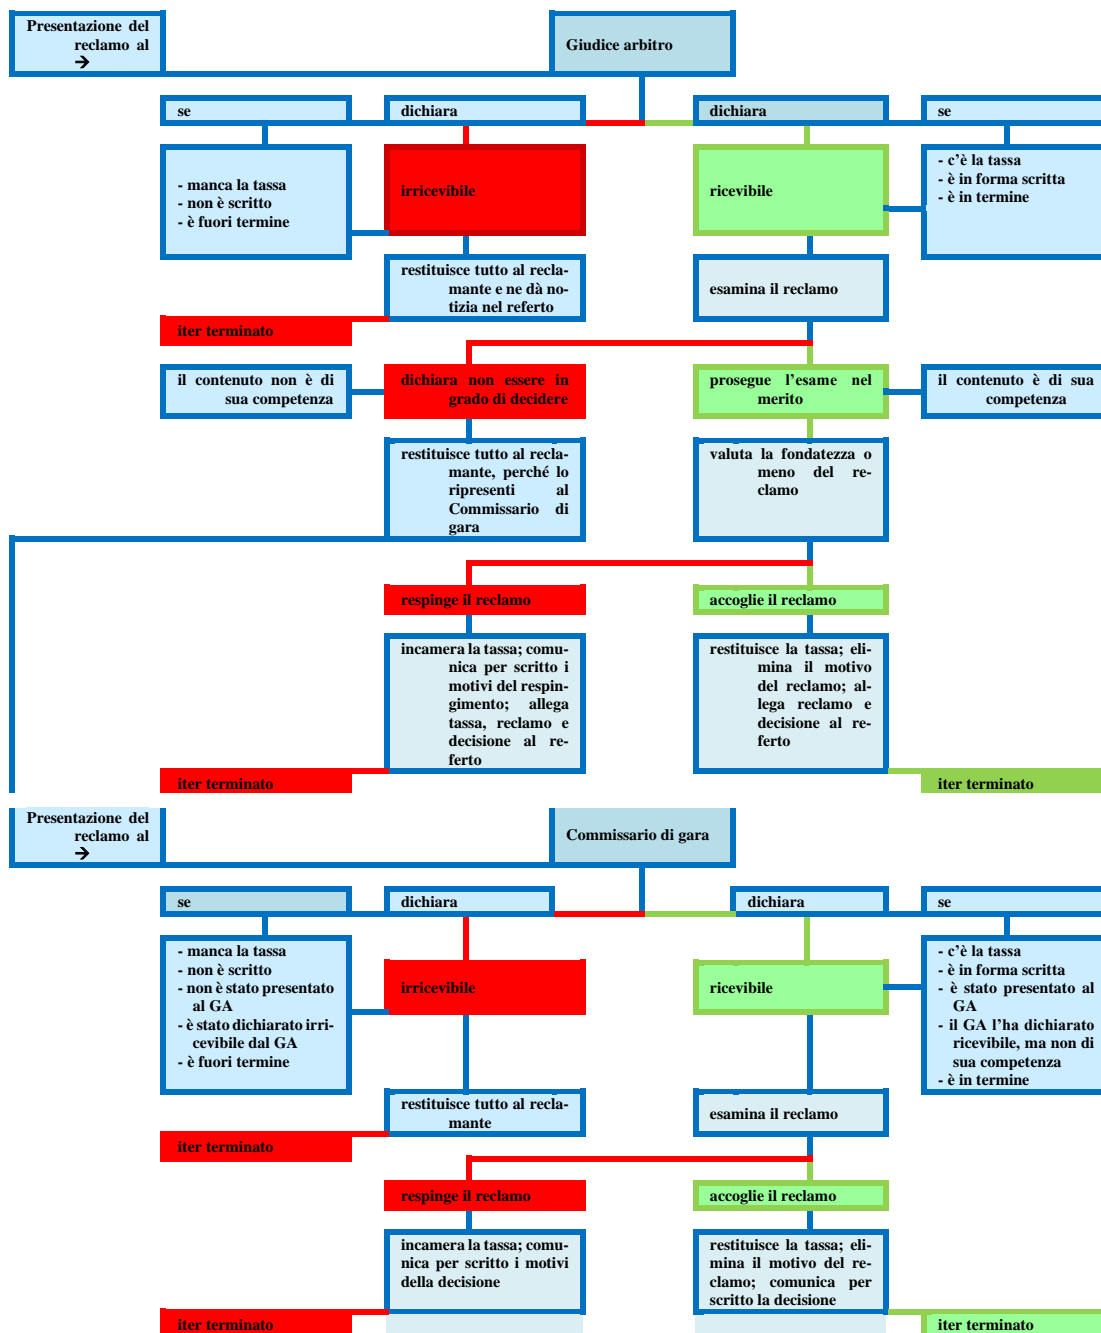 Presentazione del
reclamo al
→
Giudice arbitro
se
dichiara
dichiara
se
- manca la tassa
- non è scritto
- è fuori termine
irricevibile
ricevibile
- c'è la tassa
- è in forma scritta
- è in termine
restituisce tutto al recla-
mante e ne dà no-
tizia nel referto
esamina il reclamo
iter terminato
il contenuto non è di
sua competenza
dichiara non essere in
grado di decidere
prosegue l'esame nel
merito
il contenuto è di sua
competenza
restituisce tutto al recla-
mante, perché lo
ripresenti al
Commissario di
gara
valuta la fondatezza o
meno del re-
clamo
respinge il reclamo
accoglie il reclamo
incamera la tassa; comu-
nica per scritto i
motivi del respin-
gimento; allega
tassa, reclamo e
decisione al re-
ferto
restituisce la tassa; eli-
mina il motivo
del reclamo; al-
lega reclamo e
decisione al re-
ferto
iter terminato
iter terminato
Presentazione del
reclamo al
→
Commissario di gara
se
dichiara
dichiara
se
- manca la tassa
- non è scritto
- non è stato presentato
al GA
- è stato dichiarato irri-
cevibile dal GA
- è fuori termine
irricevibile
ricevibile
- c'è la tassa
- è in forma scritta
- è stato presentato al
GA
- il GA l'ha dichiarato
ricevibile, ma non di
sua competenza
- è in termine
restituisce tutto al recla-
mante
esamina il reclamo
iter terminato
respinge il reclamo
accoglie il reclamo
incamera la tassa; comu-
nica per scritto i motivi
della decisione
restituisce la tassa; eli-
mina il motivo del re-
clamo; comunica per
scritto la decisione
iter terminato
iter terminato